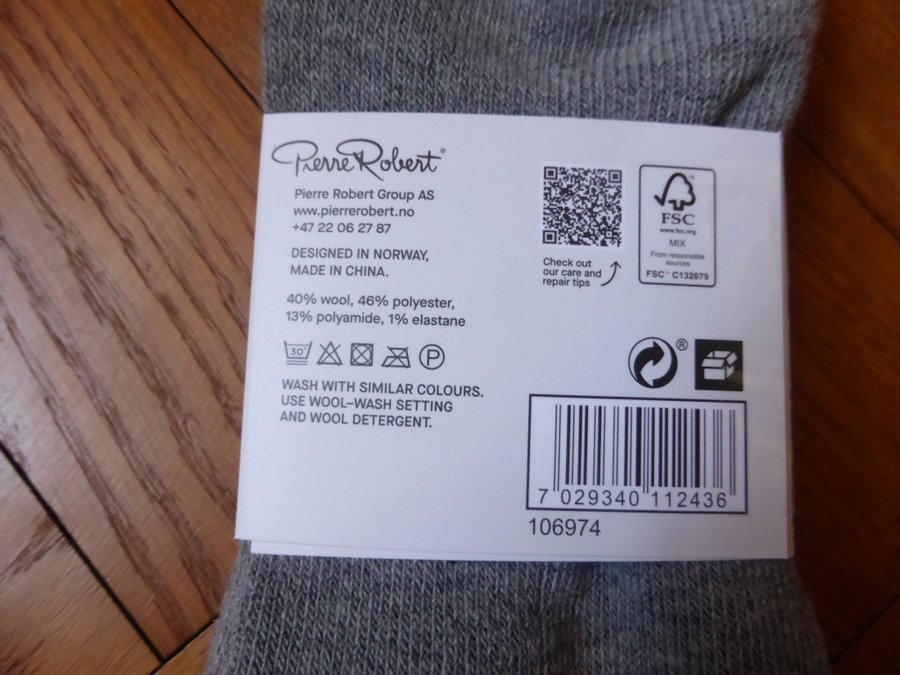 Pierre Robert®
Pierre Robert Group AS
www.pierrerobert.no
+47 22 06 27 87
DESIGNED IN NORWAY,
MADE IN CHINA.
40% wool, 46% polyester,
13% polyamide, 1% elastane
30°
P
WASH WITH SIMILAR COLOURS.
USE WOOL-WASH SETTING
AND WOOL DETERGENT.
Check out
our care and
repair tips
FSC
www.fsc.org
MIX
From responsible
sources
FSC™ C132679
®
7 029340 112436
106974